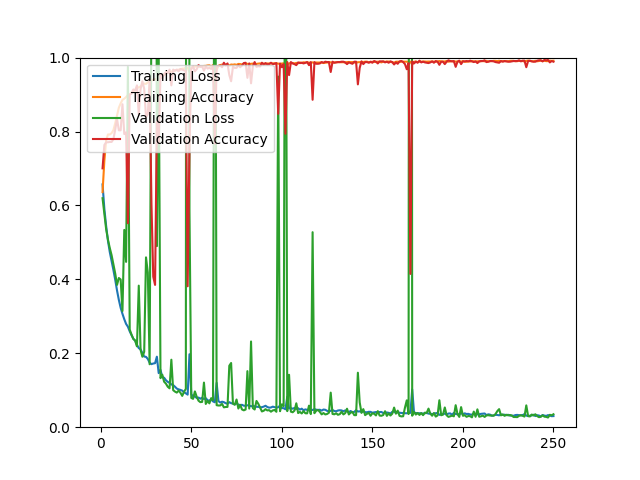 1.0
0.8
0.6
0.4
0.2
0.0
Training Loss
Training Accuracy
Validation Loss
Validation Accuracy
0 50 100 150 200 250